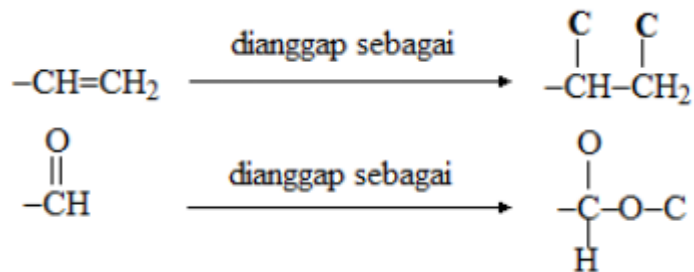 C C
dianggap sebagai
–CH=CH₂ –CH–CH₂
O O
dianggap sebagai
–CH –C–O–C
H